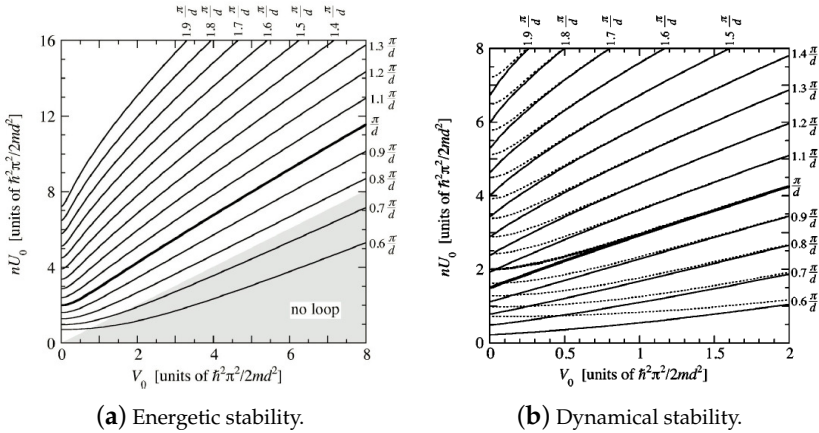 1.9 π/d 1.8 π/d 1.7 π/d 1.6 π/d 1.5 π/d 1.4 π/d
16
12
8
4
0
nU₀ [units of ℏ²π²/2md²]
1.3 π/d
1.2 π/d
1.1 π/d
π/d
0.9 π/d
0.8 π/d
0.7 π/d
0.6 π/d
no loop
0 2 4 6 8
V₀ [units of ℏ²π²/2md²]
(a) Energetic stability.
1.9 π/d 1.8 π/d 1.7 π/d 1.6 π/d 1.5 π/d
8
6
4
2
0
nU₀ [units of ℏ²π²/2md²]
1.4 π/d
1.3 π/d
1.2 π/d
1.1 π/d
π/d
0.9 π/d
0.8 π/d
0.7 π/d
0.6 π/d
0 0.5 1 1.5 2
V₀ [units of ℏ²π²/2md²]
(b) Dynamical stability.